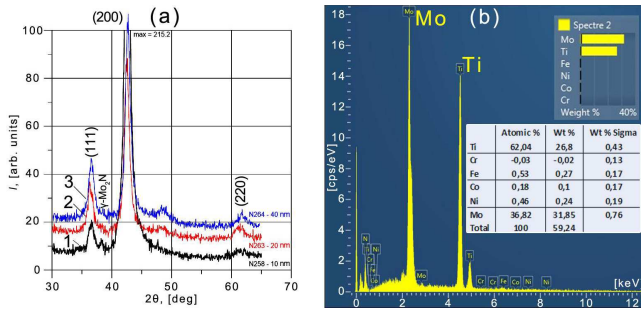 (a)
(200)
max = 215.2
100
80
60
40
20
0
I, [arb. units]
(111)
γ-Mo₂N
3
2
1
(220)
N264 - 40 nm
N263 - 20 nm
N258 - 10 nm
30 40 50 60 70
2θ, [deg]
(b)
Mo
Mo
Ti
Ti
18
16
14
12
10
8
6
4
2
0
[cps/eV]
Spectre 2
Mo
Ti
Fe
Ni
Co
Cr
Weight % 40%
Atomic % Wt % Wt % Sigma
Ti 62,04 26,8 0,43
Cr -0,03 -0,02 0,13
Fe 0,53 0,27 0,17
Co 0,18 0,1 0,17
Ni 0,46 0,24 0,19
Mo 36,82 31,85 0,76
Total 100 59,24
N
Ti
Ni
Cr
Fe
Co
Mo
Ti
Cr
Cr
Fe
Co
Ni
Ni
0 2 4 6 8 10 12
[keV]